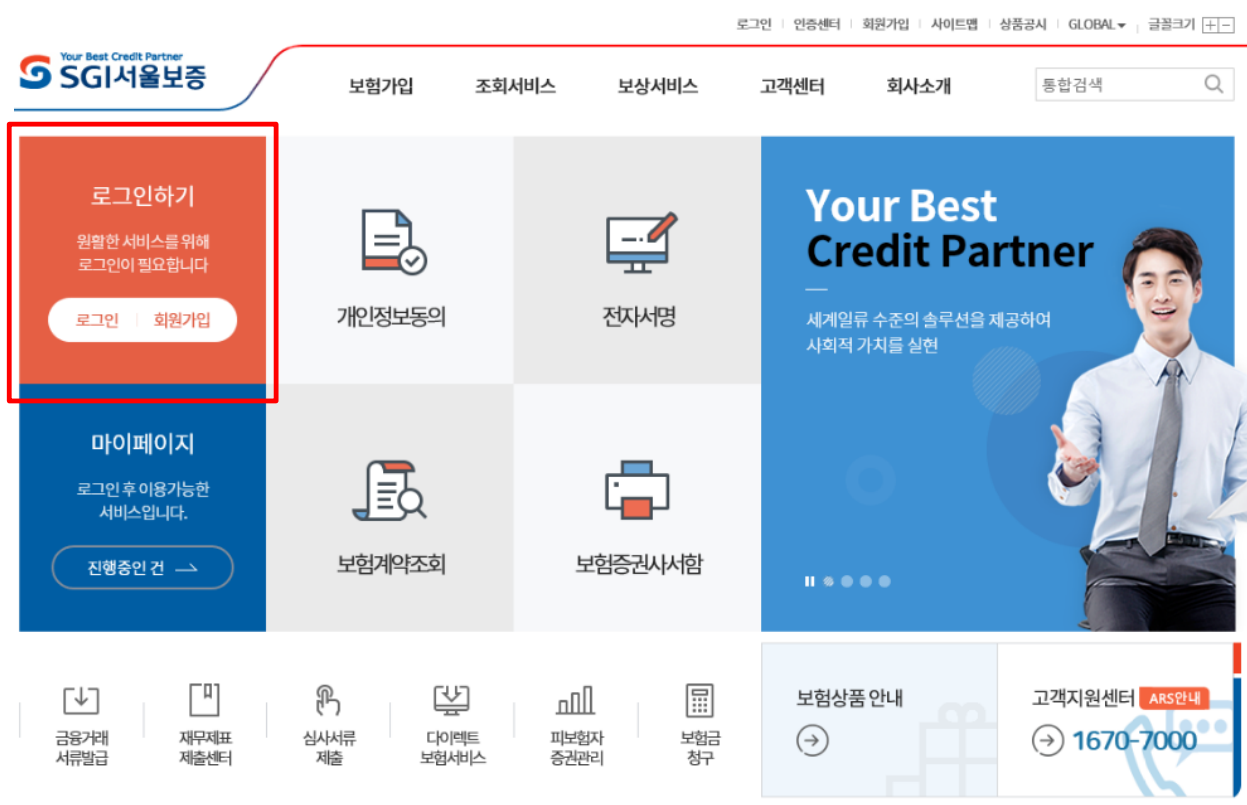 로그인 인증센터 회원가입 사이트맵 상품공시 GLOBAL 글꼴크기
Your Best Credit Partner
SGI서울보증
보험가입 조회서비스 보상서비스 고객센터 회사소개 통합검색
로그인하기
원활한 서비스를 위해
로그인이 필요합니다
로그인 회원가입
개인정보동의
전자서명
Your Best
Credit Partner
세계일류 수준의 솔루션을 제공하여
사회적 가치를 실현
마이페이지
로그인 후 이용가능한
서비스입니다.
진행중인 건
보험계약조회
보험증권사서함
금융거래
서류발급
재무제표
제출센터
심사서류
제출
다이렉트
보험서비스
피보험자
증권관리
보험금
청구
보험상품 안내
고객지원센터 ARS안내
1670-7000